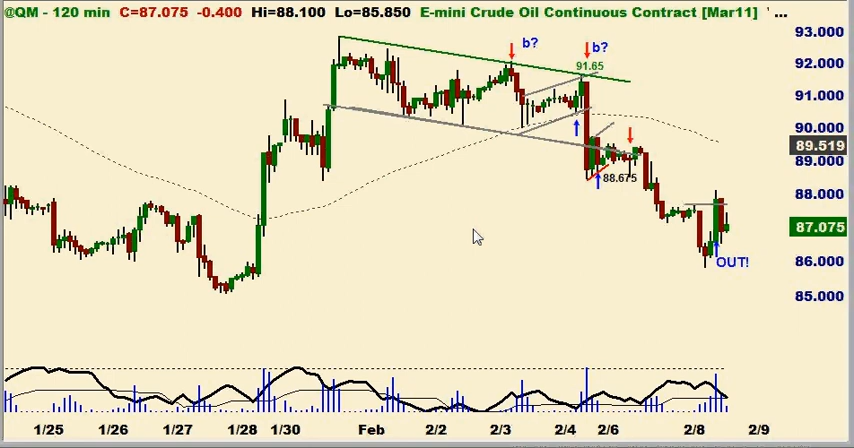 @QM - 120 min C=87.075 -0.400 Hi=88.100 Lo=85.850 E-mini Crude Oil Continuous Contract [Mar11] ' ...
93.000
b?
b?
92.000
91.65
91.000
90.000
89.519
89.000
88.675
88.000
87.075
OUT!
86.000
85.000
1/25 1/26 1/27 1/28 1/30 Feb 2/2 2/3 2/4 2/6 2/8 2/9